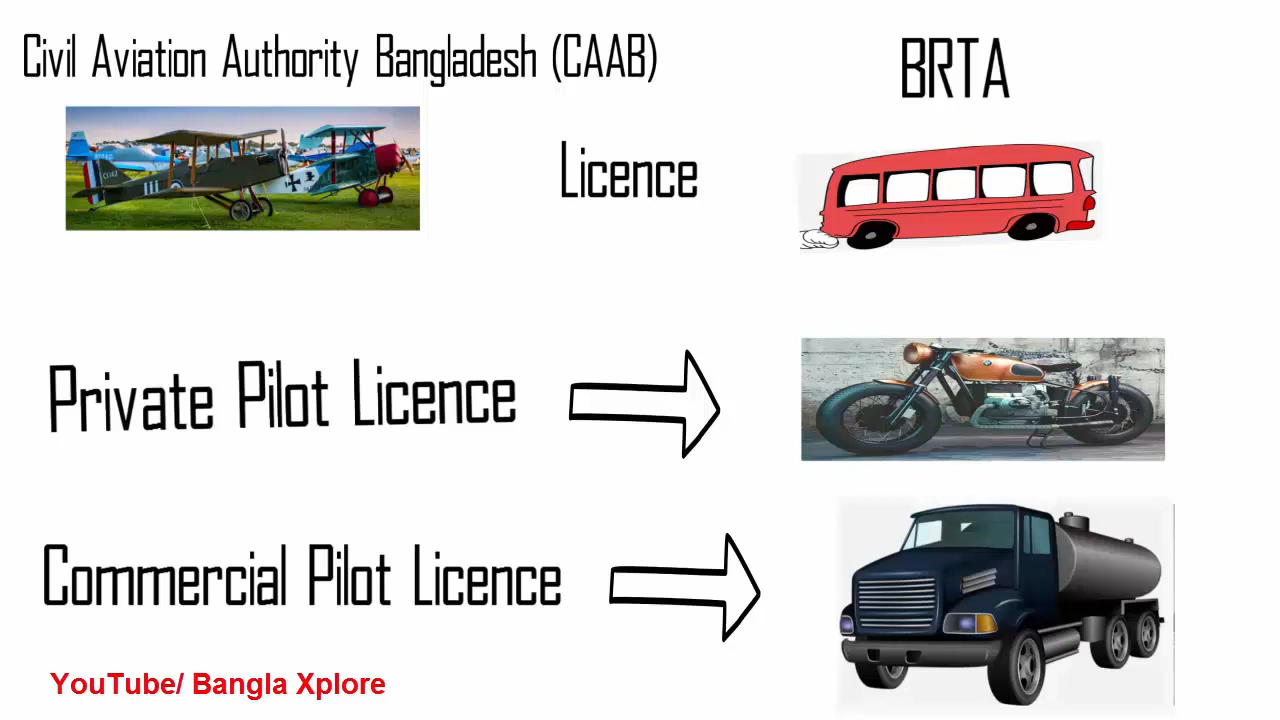 Civil Aviation Authority Bangladesh (CAAB)
BRTA
Licence
Private Pilot Licence
Commercial Pilot Licence
YouTube/ Bangla Xplore